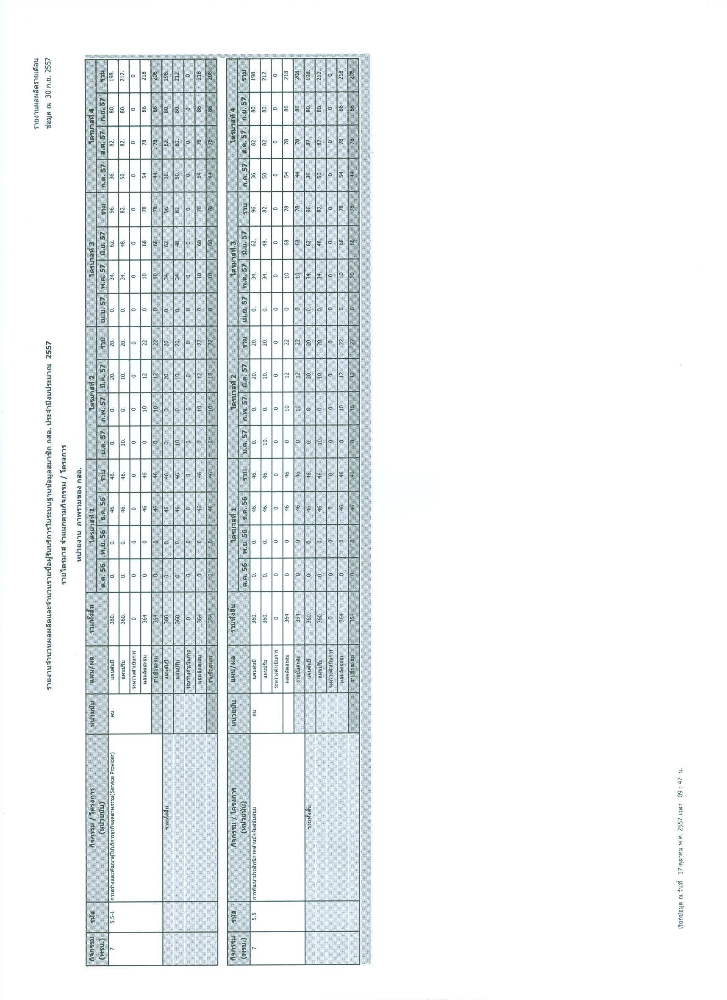 รายงานผลผลิตรายเดือน
ข้อมูล ณ 30 ก.ย. 2557
รายงานจำนวนผลผลิตและจำนวนรายชื่อผู้รับบริการในระบบฐานข้อมูลสมาชิก กสอ. ประจำปีงบประมาณ 2557
รายไตรมาส จำแนกตามกิจกรรม / โครงการ
หน่วยงาน ภาพรวมของ กสอ.
กิจกรรม รหัส กิจกรรม / โครงการ หน่วยนับ แผน/ผล รวมทั้งสิ้น ไตรมาสที่ 1 ไตรมาสที่ 2 ไตรมาสที่ 3 ไตรมาสที่ 4
(พรบ.) (หน่วยนับ) ต.ค. 56 พ.ย. 56 ธ.ค. 56 รวม ม.ค. 57 ก.พ. 57 มี.ค. 57 รวม เม.ย. 57 พ.ค. 57 มิ.ย. 57 รวม ก.ค. 57 ส.ค. 57 ก.ย. 57 รวม
7 5.5-1 การสร้างและพัฒนาผู้ให้บริการธุรกิจอุตสาหกรรม(Service Provider) คน แผนต้นปี 360. 0. 0. 46. 46. 0. 0. 20. 20. 0. 34. 62. 96. 36. 82. 80. 198.
แผนปรับ 360. 0. 0. 46. 46. 10. 0. 10. 20. 0. 34. 48. 82. 50. 82. 80. 212.
ระหว่างดำเนินการ 0 0 0 0 0 0 0 0 0 0 0 0 0 0 0 0 0
ผลผลิตสะสม 364 0 0 46 46 0 10 12 22 0 10 68 78 54 78 86 218
รายชื่อสะสม 354 0 0 46 46 0 10 12 22 0 10 68 78 44 78 86 208
รวมทั้งสิ้น แผนต้นปี 360. 0. 0. 46. 46. 0. 0. 20. 20. 0. 34. 62. 96. 36. 82. 80. 198.
แผนปรับ 360. 0. 0. 46. 46. 10. 0. 10. 20. 0. 34. 48. 82. 50. 82. 80. 212.
ระหว่างดำเนินการ 0 0 0 0 0 0 0 0 0 0 0 0 0 0 0 0 0
ผลผลิตสะสม 364 0 0 46 46 0 10 12 22 0 10 68 78 54 78 86 218
รายชื่อสะสม 354 0 0 46 46 0 10 12 22 0 10 68 78 44 78 86 208
กิจกรรม รหัส กิจกรรม / โครงการ หน่วยนับ แผน/ผล รวมทั้งสิ้น ไตรมาสที่ 1 ไตรมาสที่ 2 ไตรมาสที่ 3 ไตรมาสที่ 4
(พรบ.) (หน่วยนับ) ต.ค. 56 พ.ย. 56 ธ.ค. 56 รวม ม.ค. 57 ก.พ. 57 มี.ค. 57 รวม เม.ย. 57 พ.ค. 57 มิ.ย. 57 รวม ก.ค. 57 ส.ค. 57 ก.ย. 57 รวม
7 5.5 การพัฒนาประสิทธิภาพด้านปัจจัยสนับสนุน คน แผนต้นปี 360. 0. 0. 46. 46. 0. 0. 20. 20. 0. 34. 62. 96. 36. 82. 80. 198.
แผนปรับ 360. 0. 0. 46. 46. 10. 0. 10. 20. 0. 34. 48. 82. 50. 82. 80. 212.
ระหว่างดำเนินการ 0 0 0 0 0 0 0 0 0 0 0 0 0 0 0 0 0
ผลผลิตสะสม 364 0 0 46 46 0 10 12 22 0 10 68 78 54 78 86 218
รายชื่อสะสม 354 0 0 46 46 0 10 12 22 0 10 68 78 44 78 86 208
รวมทั้งสิ้น แผนต้นปี 360. 0. 0. 46. 46. 0. 0. 20. 20. 0. 34. 62. 96. 36. 82. 80. 198.
แผนปรับ 360. 0. 0. 46. 46. 10. 0. 10. 20. 0. 34. 48. 82. 50. 82. 80. 212.
ระหว่างดำเนินการ 0 0 0 0 0 0 0 0 0 0 0 0 0 0 0 0 0
ผลผลิตสะสม 364 0 0 46 46 0 10 12 22 0 10 68 78 54 78 86 218
รายชื่อสะสม 354 0 0 46 46 0 10 12 22 0 10 68 78 44 78 86 208
เรียกข้อมูล ณ วันที่ 17 ตุลาคม พ.ศ. 2557 เวลา 09 : 47 น.